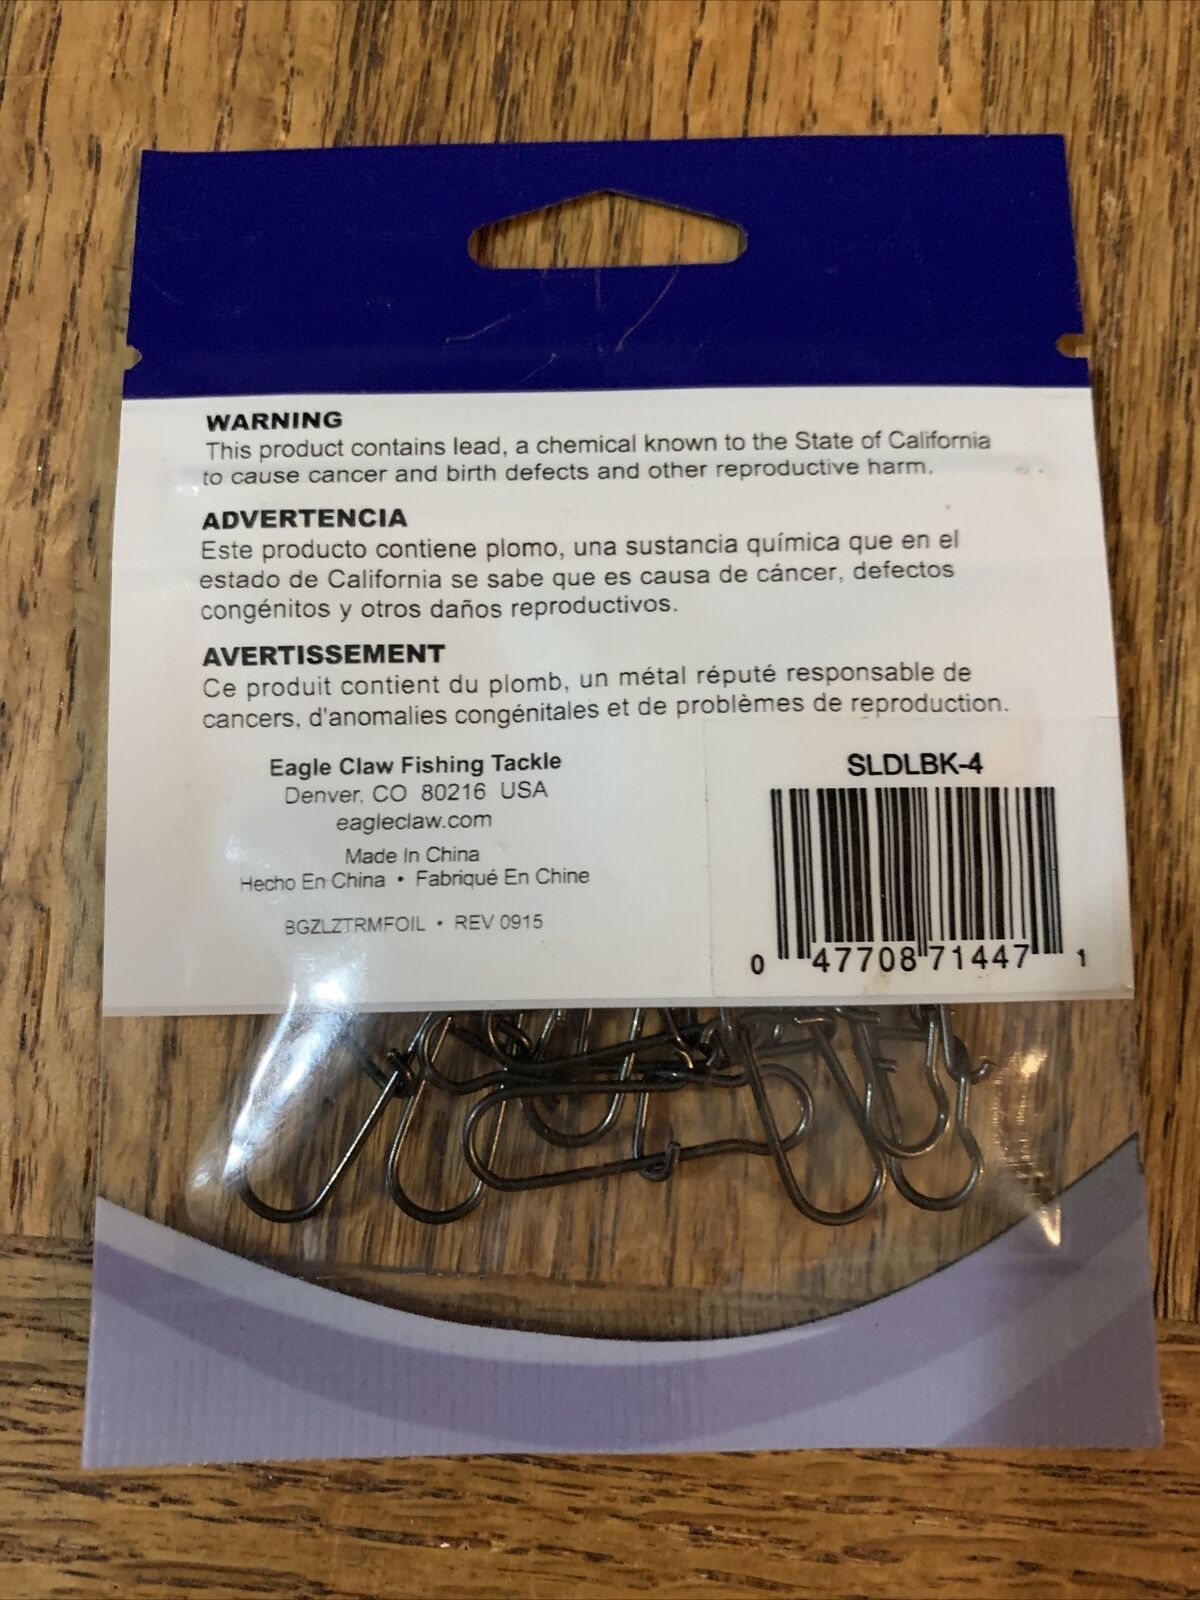 WARNING
This product contains lead, a chemical known to the State of California
to cause cancer and birth defects and other reproductive harm.
ADVERTENCIA
Este producto contiene plomo, una sustancia química que en el
estado de California se sabe que es causa de cáncer, defectos
congénitos y otros daños reproductivos.
AVERTISSEMENT
Ce produit contient du plomb, un métal réputé responsable de
cancers, d'anomalies congénitales et de problèmes de reproduction.
Eagle Claw Fishing Tackle
Denver, CO 80216 USA
eagleclaw.com
Made In China
Hecho En China • Fabriqué En Chine
BGZLZTRMFOIL • REV 0915
SLDLBK-4
0 47708 71447 1